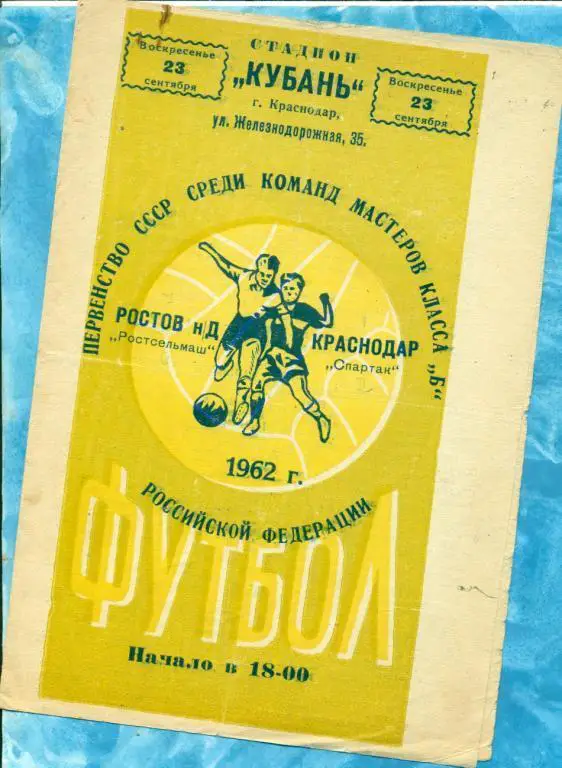 СТАДИОН
„КУБАНЬ"
г. Краснодар,
ул. Железнодорожная, 35.
Воскресенье
23
сентября
Воскресенье
23
сентября
ПЕРВЕНСТВО СССР СРЕДИ КОМАНД МАСТЕРОВ КЛАССА „Б"
РОСТОВ н/Д
„Ростсельмаш"
КРАСНОДАР
„Спартак"
1962 г.
РОССИЙСКОЙ ФЕДЕРАЦИИ
ФУТБОЛ
Начало в 18-00